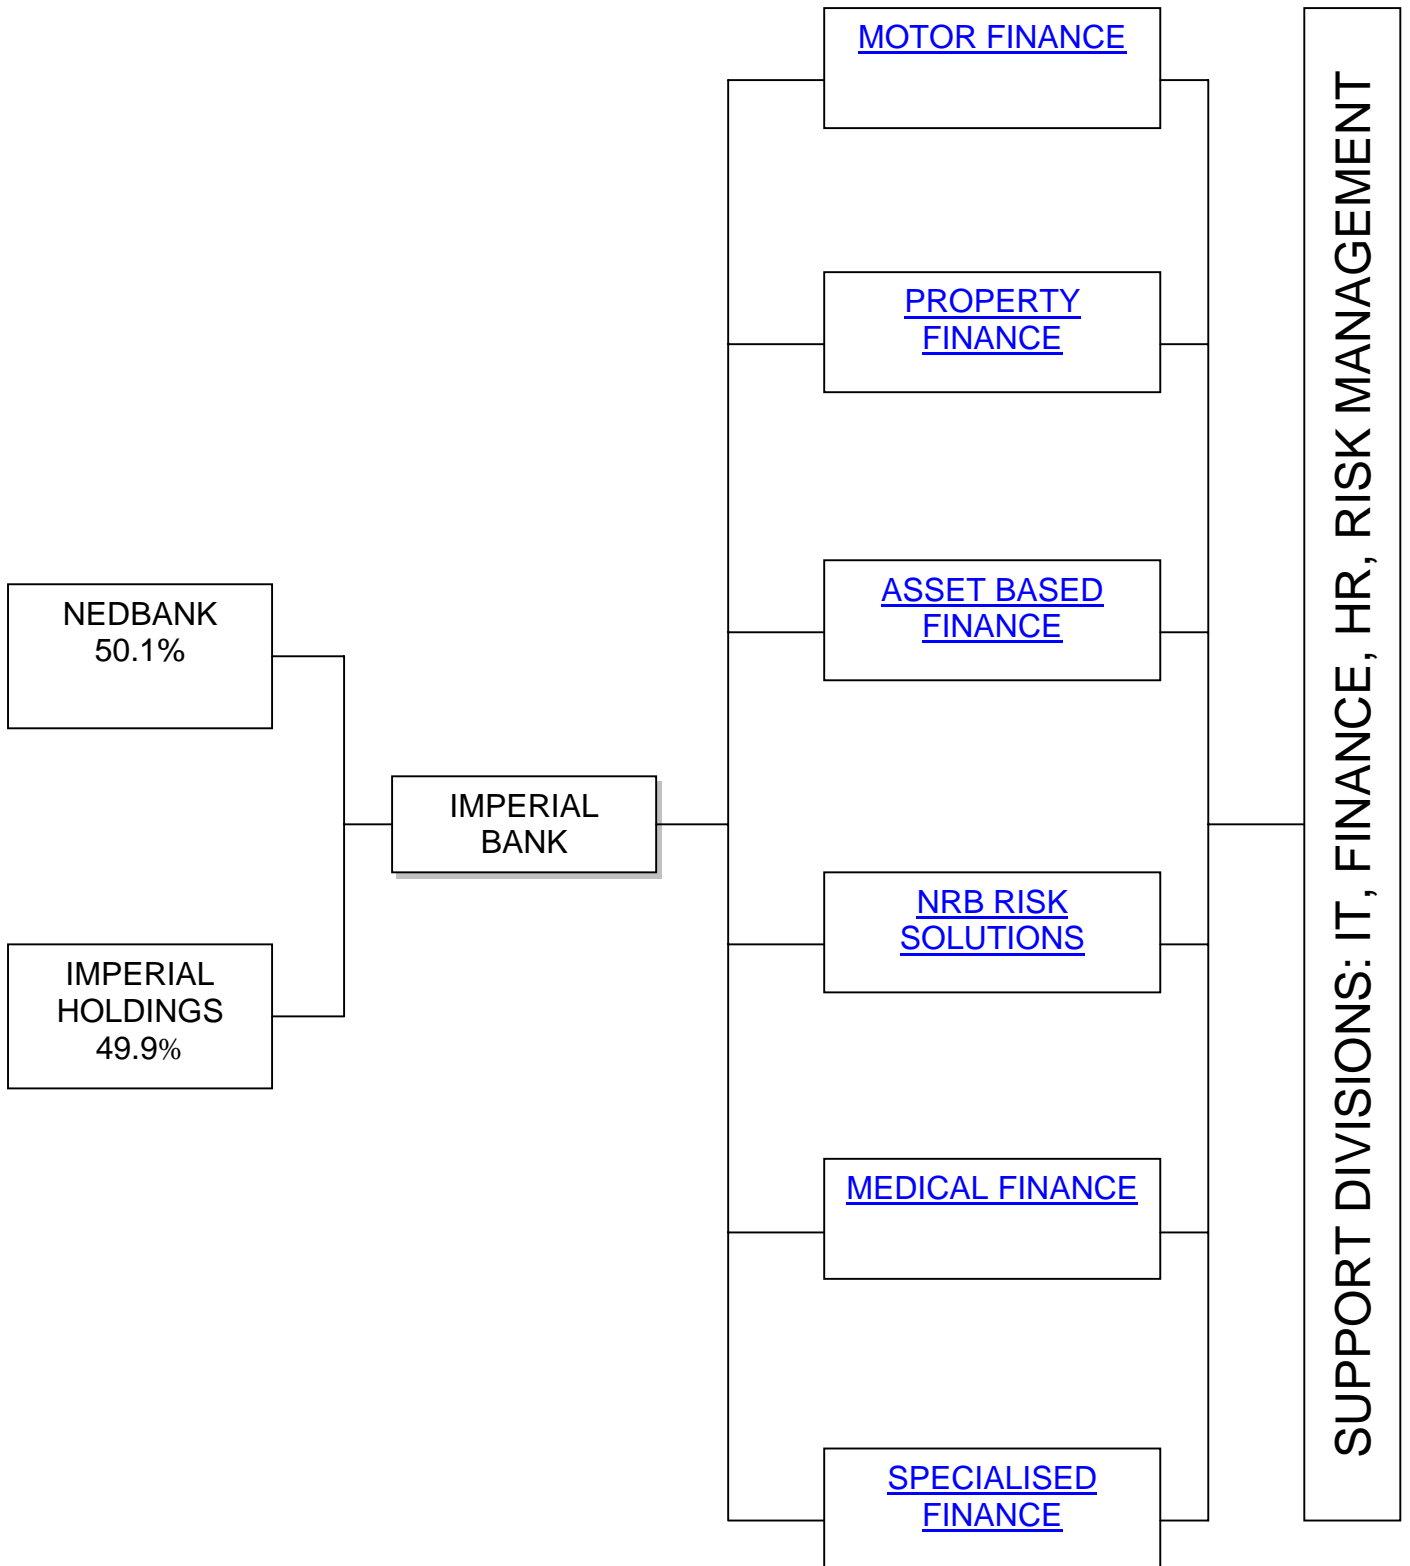 NEDBANK
50.1%
IMPERIAL
HOLDINGS
49.9%
IMPERIAL
BANK
MOTOR FINANCE
PROPERTY
FINANCE
ASSET BASED
FINANCE
NRB RISK
SOLUTIONS
MEDICAL FINANCE
SPECIALISED
FINANCE
SUPPORT DIVISIONS: IT, FINANCE, HR, RISK MANAGEMENT